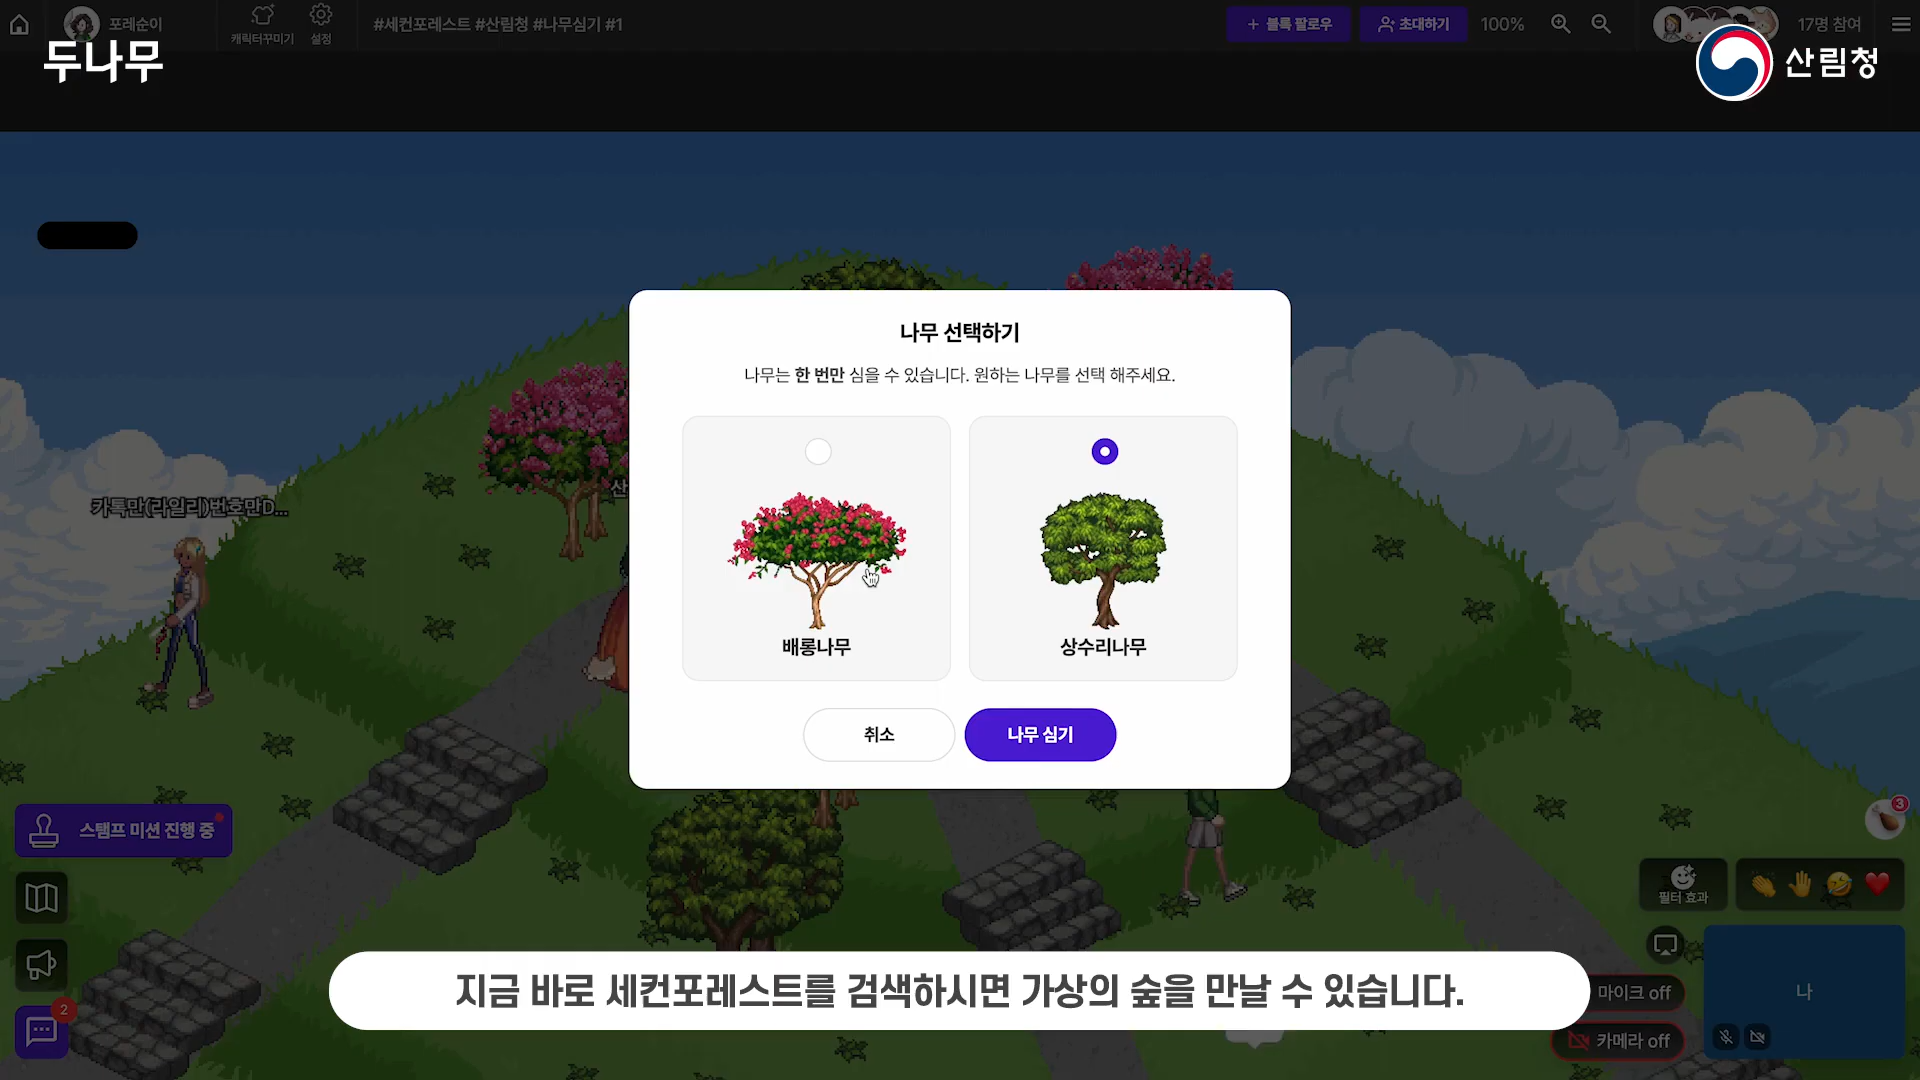 포레순이
캐릭터꾸미기
설정
#세컨포레스트 #산림청 #나무심기 #1
+ 블록 팔로우
초대하기
100%
17명 참여
두나무
산림청
나무 선택하기
나무는 한 번만 심을 수 있습니다. 원하는 나무를 선택 해주세요.
카톡만(라일리)번호만D...
산
배롱나무
상수리나무
취소
나무 심기
스탬프 미션 진행 중
3
필터 효과
2
지금 바로 세컨포레스트를 검색하시면 가상의 숲을 만날 수 있습니다.
마이크 off
나
카메라 off